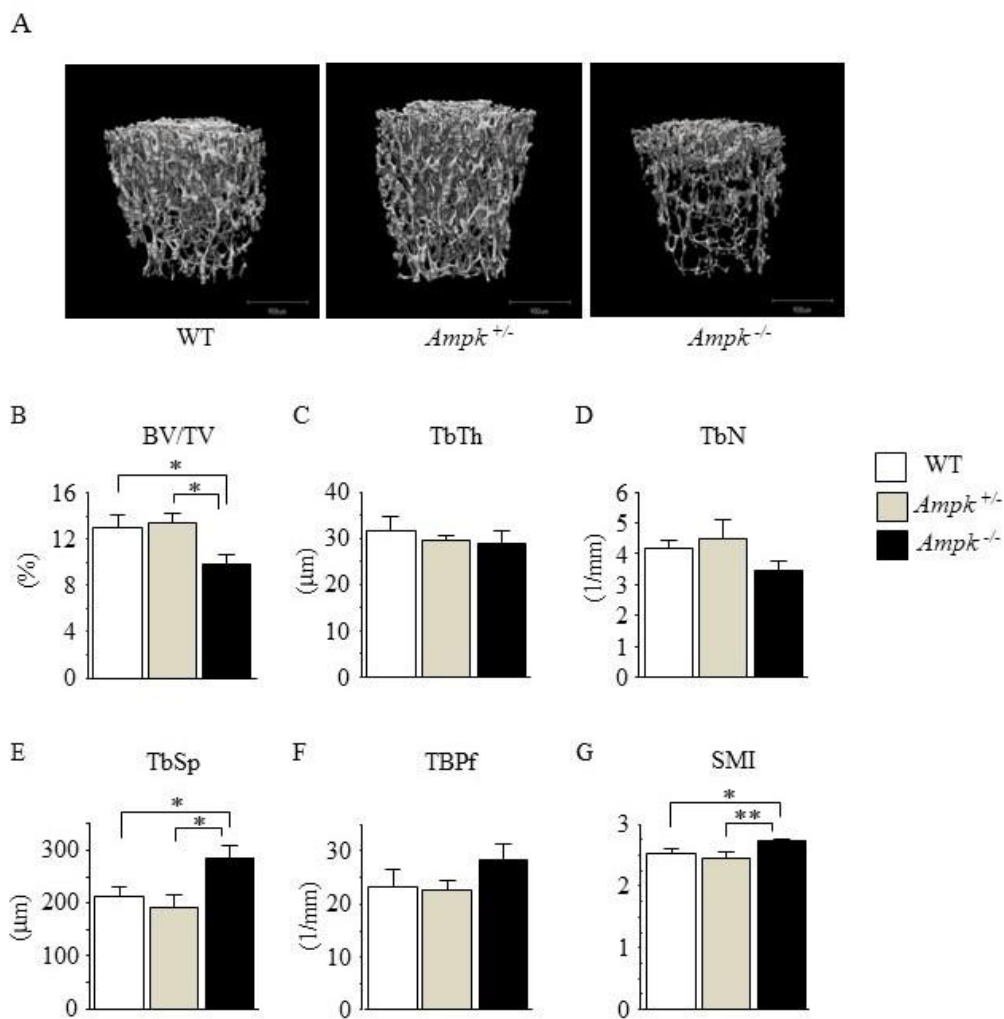 A
WT
Ampk +/-
Ampk -/-
B
BV/TV
*
*
16
12
8
4
0
(%)
C
TbTh
40
30
20
10
0
(μm)
D
TbN
6
5
4
3
2
1
0
(1/mm)
WT
Ampk +/-
Ampk -/-
E
TbSp
*
*
300
200
100
0
(μm)
F
TBPf
30
20
10
0
(1/mm)
G
SMI
*
**
3
2
1
0